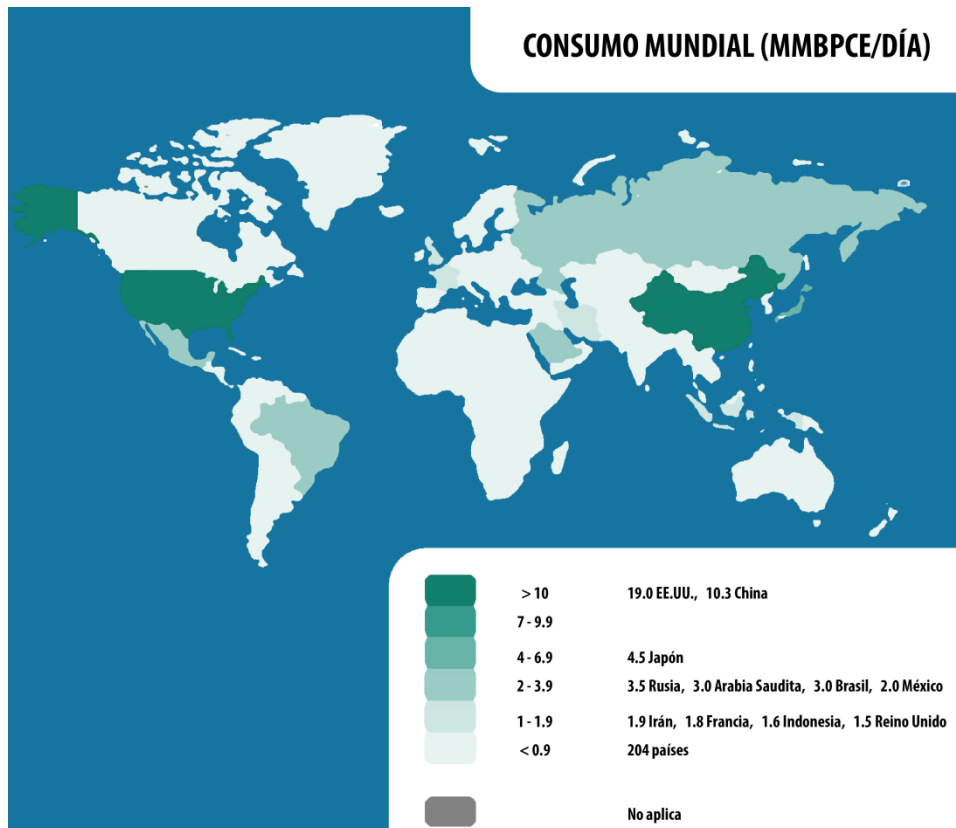 CONSUMO MUNDIAL (MMBPCE/DÍA)
> 10 19.0 EE.UU., 10.3 China
7 - 9.9
4 - 6.9 4.5 Japón
2 - 3.9 3.5 Rusia, 3.0 Arabia Saudita, 3.0 Brasil, 2.0 México
1 - 1.9 1.9 Irán, 1.8 Francia, 1.6 Indonesia, 1.5 Reino Unido
< 0.9 204 países
No aplica